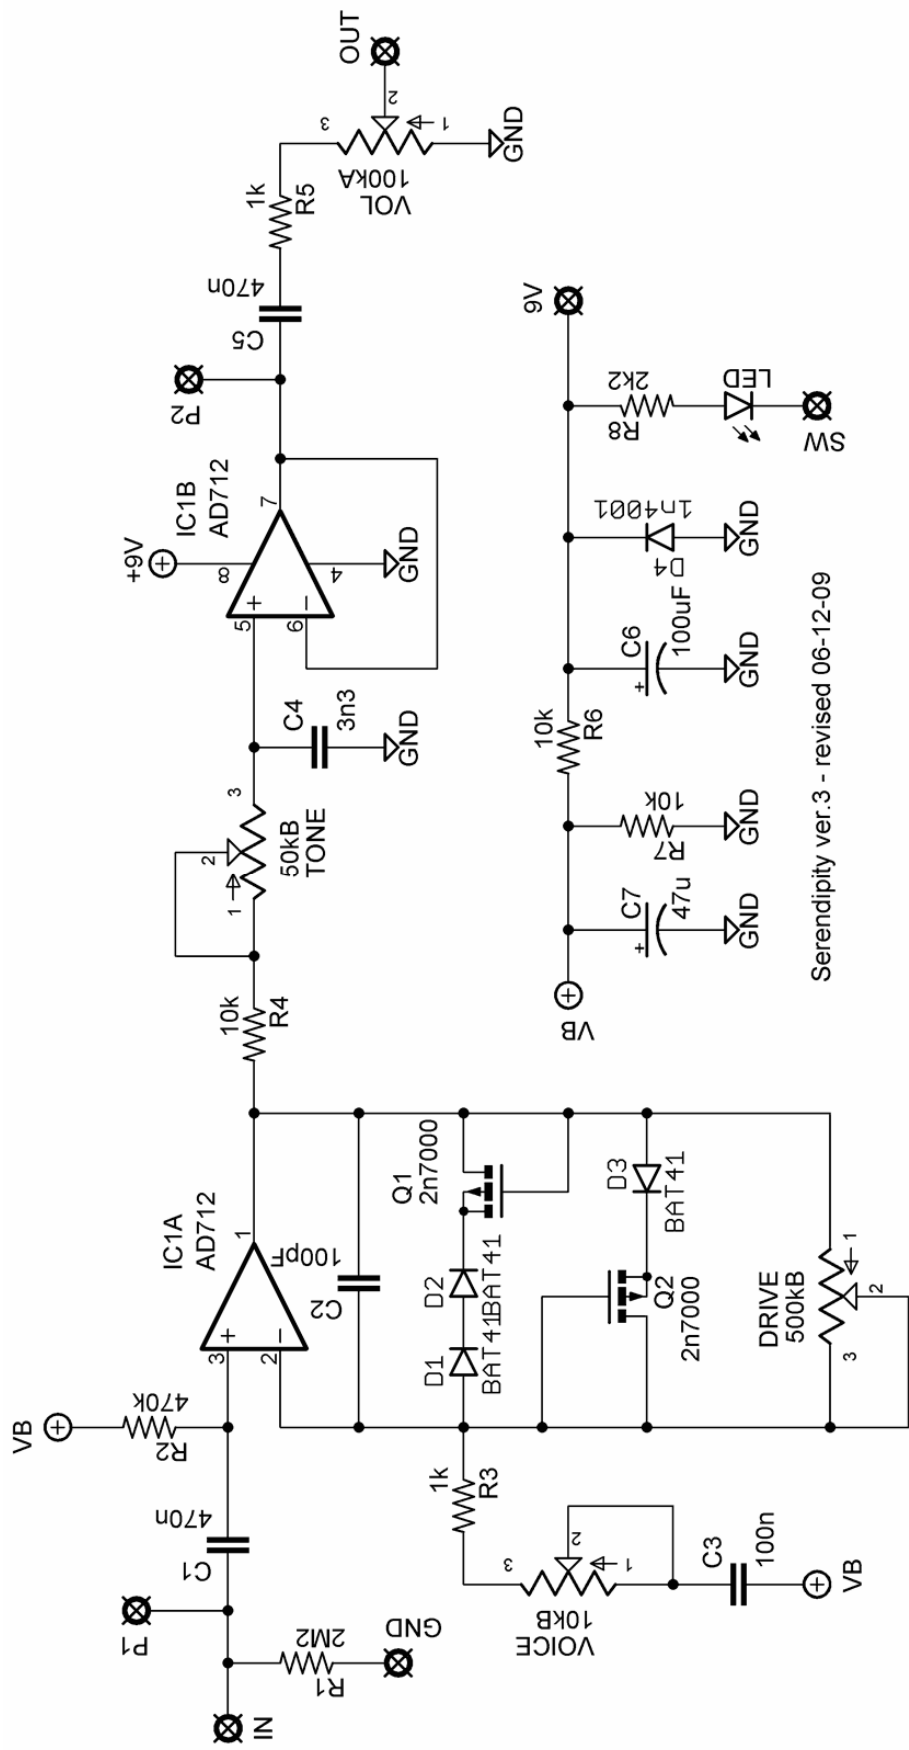 IN
P1
R1
2M2
GND
C1
470n
VB
R2
470k
3
2
+
–
1
IC1A
AD712
C2
100pF
D1
BAT41
D2
BAT41
Q1
2n7000
Q2
2n7000
D3
BAT41
DRIVE
500kB
3
2
1
1k
R3
VOICE
10kB
3
2
1
C3
100n
VB
10k
R4
1
2
3
50kB
TONE
C4
3n3
GND
5
6
+
–
7
8
4
+9V
GND
IC1B
AD712
P2
C5
470n
1k
R5
3
2
1
VOL
100kA
GND
OUT
VB
+
C7
47u
GND
R7
10k
GND
10k
R6
+
C6
100uF
GND
D4
1n4001
GND
R8
2k2
LED
SW
9V
Serendipity ver.3 - revised 06-12-09